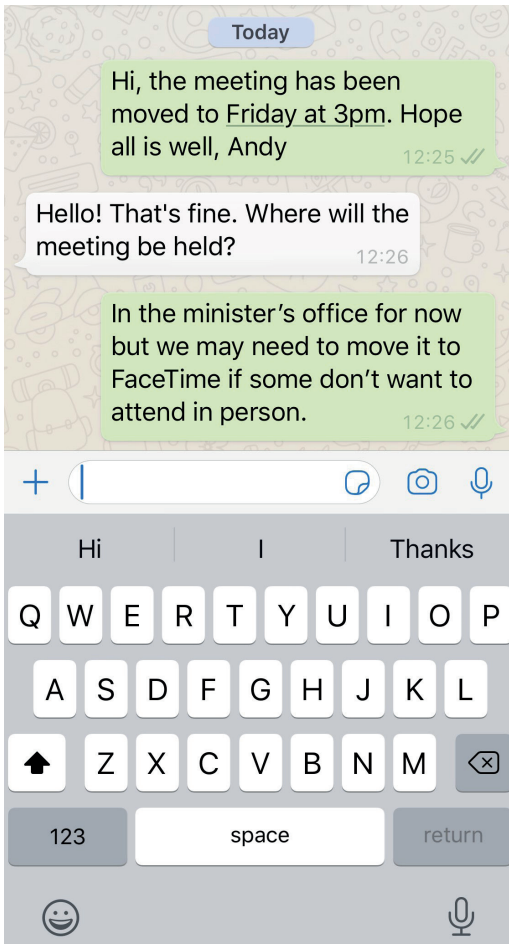 Today
Hi, the meeting has been
moved to Friday at 3pm. Hope
all is well, Andy
12:25
Hello! That's fine. Where will the
meeting be held?
12:26
In the minister’s office for now
but we may need to move it to
FaceTime if some don’t want to
attend in person.
12:26
Hi I Thanks
Q W E R T Y U I O P
A S D F G H J K L
Z X C V B N M
123 space return